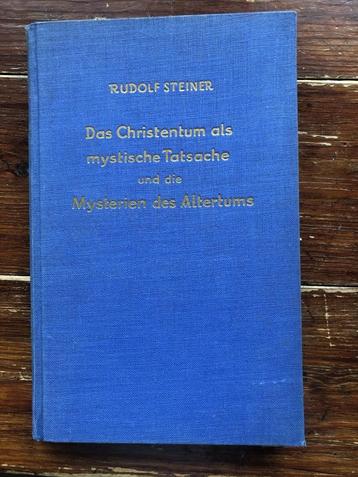 RUDOLF STEINER
Das Christentum als
mystische Tatsache
und die
Mysterien des Altertums